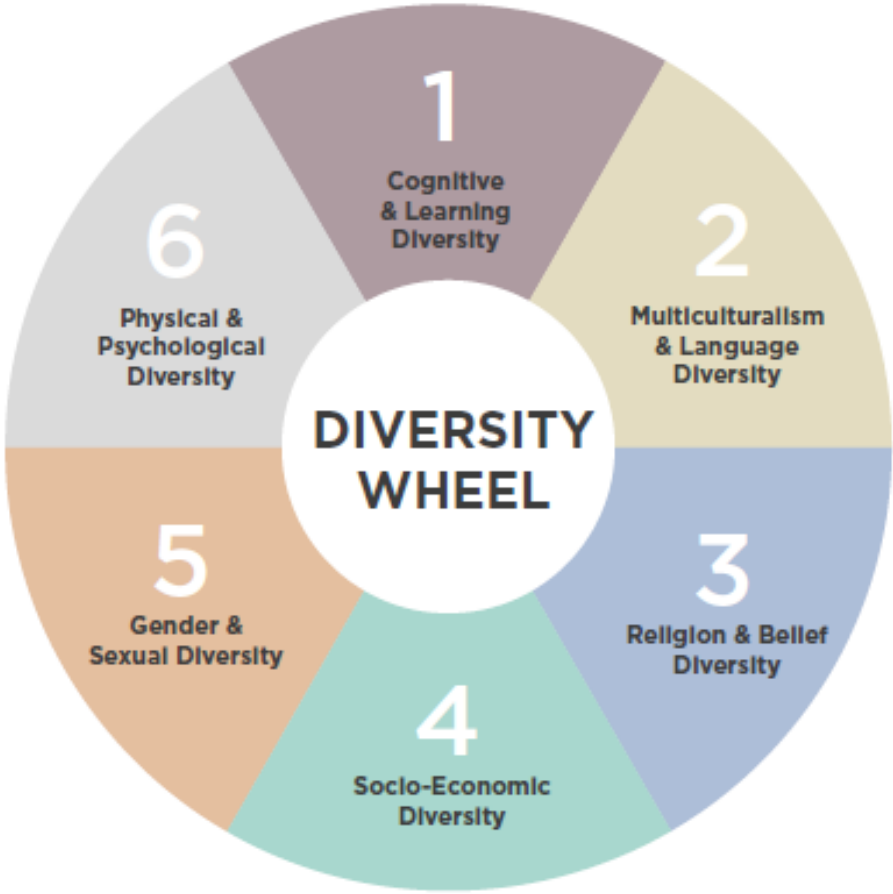 1
Cognitive
& Learning
Diversity
2
Multiculturalism
& Language
Diversity
3
Religion & Belief
Diversity
4
Socio-Economic
Diversity
5
Gender &
Sexual Diversity
6
Physical &
Psychological
Diversity
DIVERSITY
WHEEL